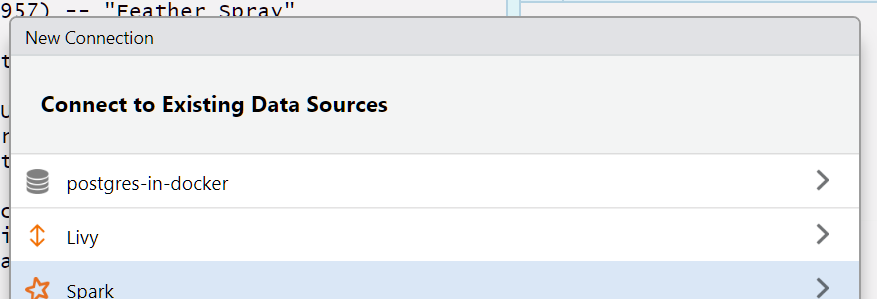 957) -- "Feather Spray"
New Connection
Connect to Existing Data Sources
postgres-in-docker
Livy
Spark